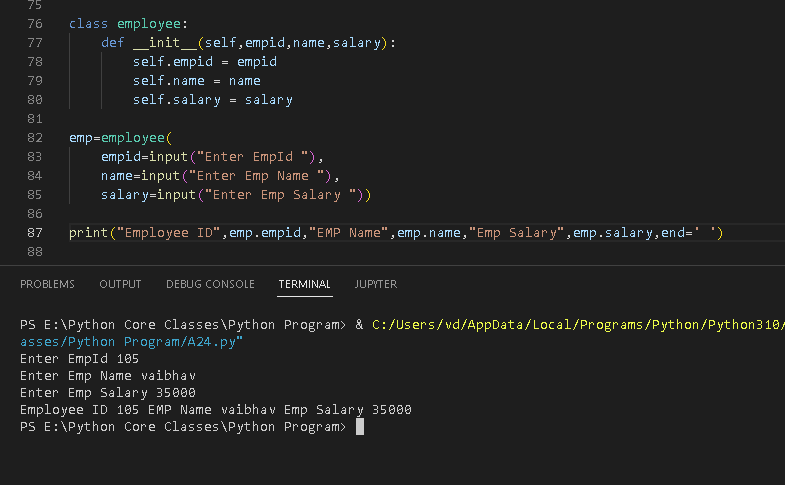 75
76 class employee:
77     def __init__(self,empid,name,salary):
78         self.empid = empid
79         self.name = name
80         self.salary = salary
81
82 emp=employee(
83     empid=input("Enter EmpId "),
84     name=input("Enter Emp Name "),
85     salary=input("Enter Emp Salary "))
86
87 print("Employee ID",emp.empid,"EMP Name",emp.name,"Emp Salary",emp.salary,end=' ')
88
PROBLEMS OUTPUT DEBUG CONSOLE TERMINAL JUPYTER
PS E:\Python Core Classes\Python Program> & C:/Users/vd/AppData/Local/Programs/Python/Python310/
asses/Python Program/A24.py"
Enter EmpId 105
Enter Emp Name vaibhav
Enter Emp Salary 35000
Employee ID 105 EMP Name vaibhav Emp Salary 35000
PS E:\Python Core Classes\Python Program>